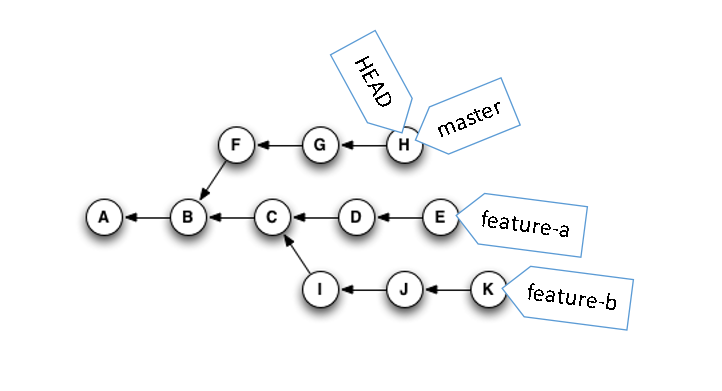 HEAD
master
F G H
A B C D E
feature-a
I J K
feature-b